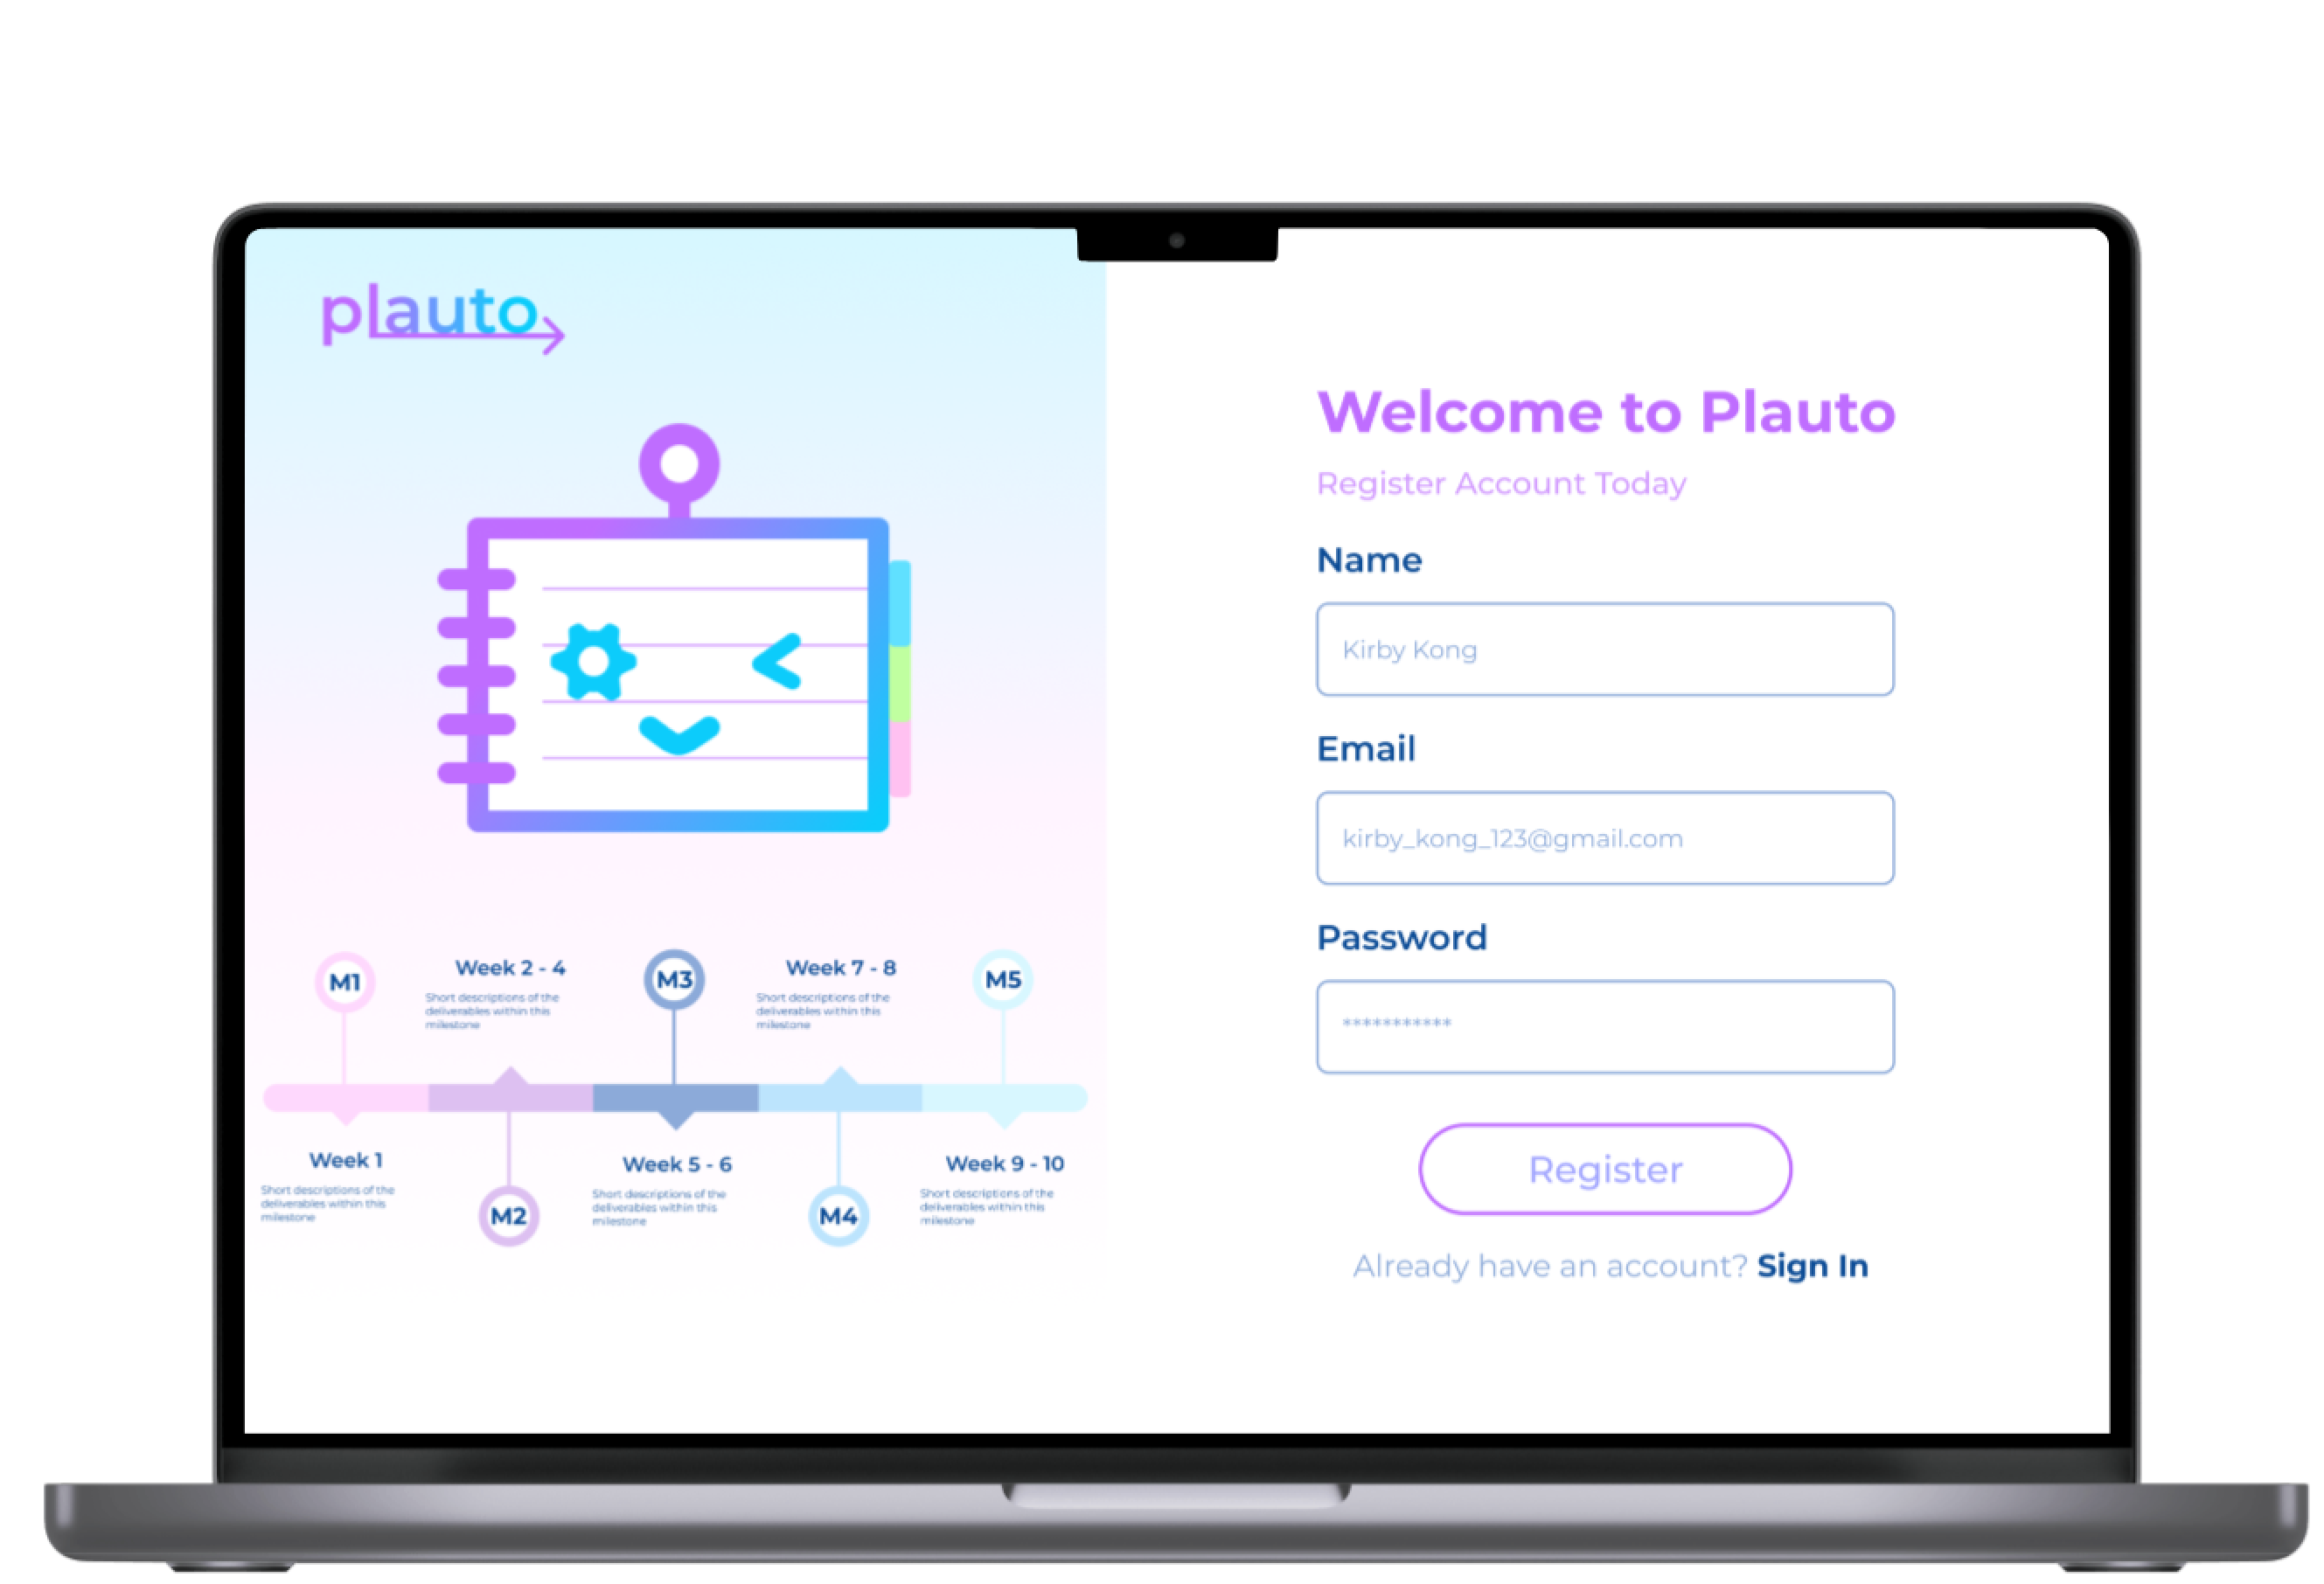 plauto
M1
Week 2 - 4
Short descriptions of the
deliverables within this
milestone
M3
Week 7 - 8
Short descriptions of the
deliverables within this
milestone
M5
Week 1
Short descriptions of the
deliverables within this
milestone
M2
Week 5 - 6
Short descriptions of the
deliverables within this
milestone
M4
Week 9 - 10
Short descriptions of the
deliverables within this
milestone
Welcome to Plauto
Register Account Today
Name
Kirby Kong
Email
kirby_kong_123@gmail.com
Password
***********
Register
Already have an account? Sign In